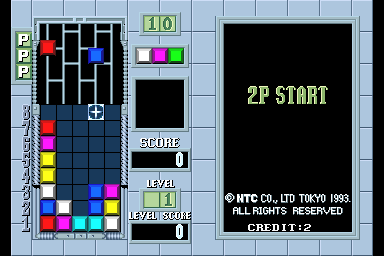 10
P
P
P
2P START
SCORE
0
LEVEL
1
LEVEL SCORE
0
© NTC CO., LTD TOKYO 1993.
ALL RIGHTS RESERVED
CREDIT:2